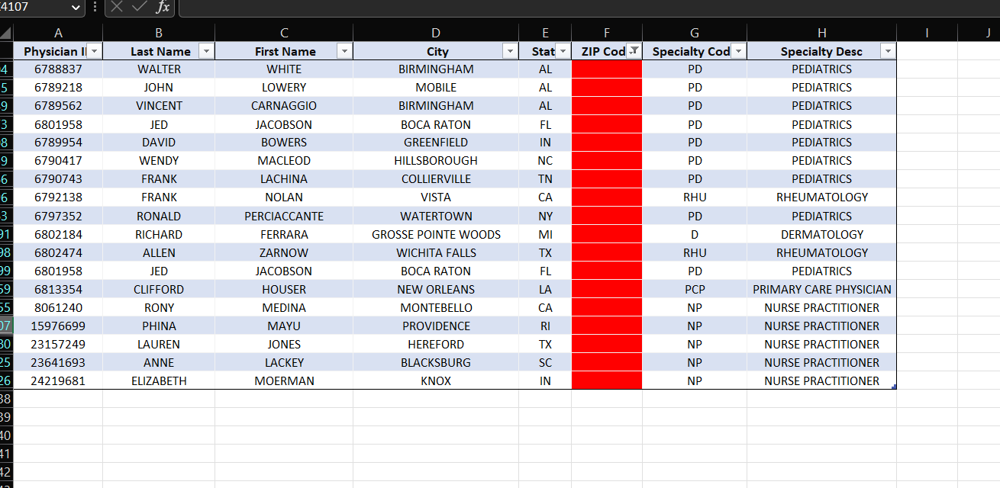 4107 fx
A B C D E F G H I J
Physician I Last Name First Name City Stat ZIP Cod Specialty Cod Specialty Desc
4 6788837 WALTER WHITE BIRMINGHAM AL PD PEDIATRICS
5 6789218 JOHN LOWERY MOBILE AL PD PEDIATRICS
9 6789562 VINCENT CARNAGGIO BIRMINGHAM AL PD PEDIATRICS
3 6801958 JED JACOBSON BOCA RATON FL PD PEDIATRICS
8 6789954 DAVID BOWERS GREENFIELD IN PD PEDIATRICS
9 6790417 WENDY MACLEOD HILLSBOROUGH NC PD PEDIATRICS
6 6790743 FRANK LACHINA COLLIERVILLE TN PD PEDIATRICS
6 6792138 FRANK NOLAN VISTA CA RHU RHEUMATOLOGY
3 6797352 RONALD PERCIACCANTE WATERTOWN NY PD PEDIATRICS
91 6802184 RICHARD FERRARA GROSSE POINTE WOODS MI D DERMATOLOGY
98 6802474 ALLEN ZARNOW WICHITA FALLS TX RHU RHEUMATOLOGY
99 6801958 JED JACOBSON BOCA RATON FL PD PEDIATRICS
59 6813354 CLIFFORD HOUSER NEW ORLEANS LA PCP PRIMARY CARE PHYSICIAN
55 8061240 RONY MEDINA MONTEBELLO CA NP NURSE PRACTITIONER
07 15976699 PHINA MAYU PROVIDENCE RI NP NURSE PRACTITIONER
30 23157249 LAUREN JONES HEREFORD TX NP NURSE PRACTITIONER
25 23641693 ANNE LACKEY BLACKSBURG SC NP NURSE PRACTITIONER
26 24219681 ELIZABETH MOERMAN KNOX IN NP NURSE PRACTITIONER
38
39
40
41
42